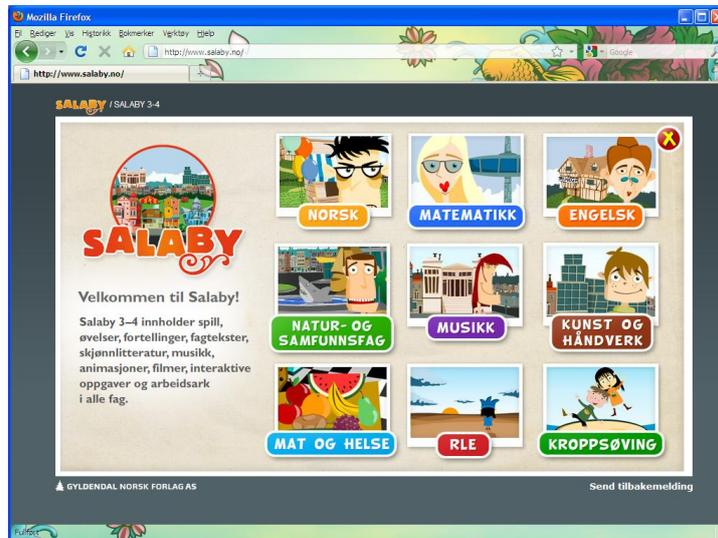 Mozilla Firefox
Fil Rediger Vis Historikk Bokmerker Verktøy Hjelp
http://www.salaby.no/
Google
http://www.salaby.no/
SALABY / SALABY 3-4
X
SALABY
Velkommen til Salaby!
Salaby 3–4 innholder spill,
øvelser, fortellinger, fagtekster,
skjønnlitteratur, musikk,
animasjoner, filmer, interaktive
oppgaver og arbeidsark
i alle fag.
NORSK
MATEMATIKK
ENGELSK
NATUR- OG
SAMFUNNSFAG
MUSIKK
KUNST OG
HÅNDVERK
MAT OG HELSE
RLE
KROPPSØVING
GYLDENDAL NORSK FORLAG AS
Send tilbakemelding
Fullført